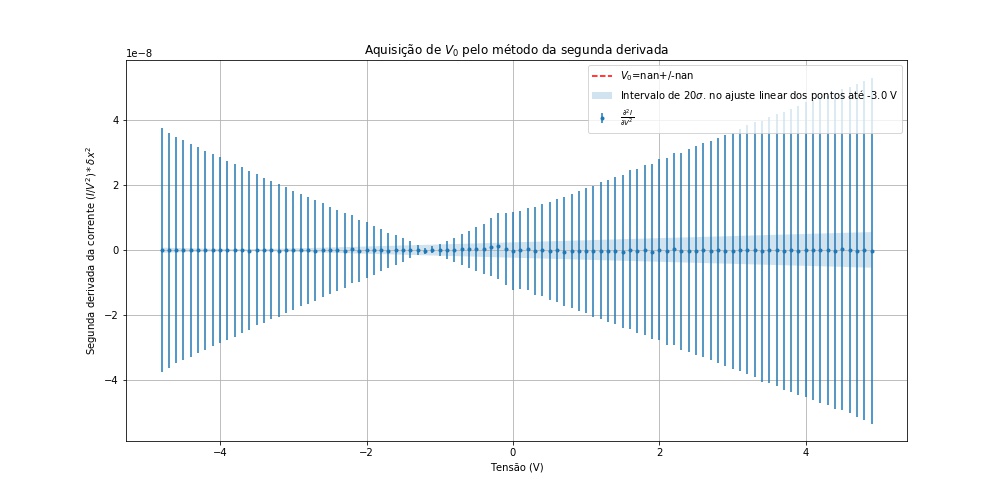 Aquisição de V₀ pelo método da segunda derivada
1e−8
V₀=nan+/-nan
Intervalo de 20σ. no ajuste linear dos pontos até -3.0 V
∂²I/∂V²
Segunda derivada da corrente (I/V²) * δx²
4
2
0
−2
−4
−4
−2
0
2
4
Tensão (V)